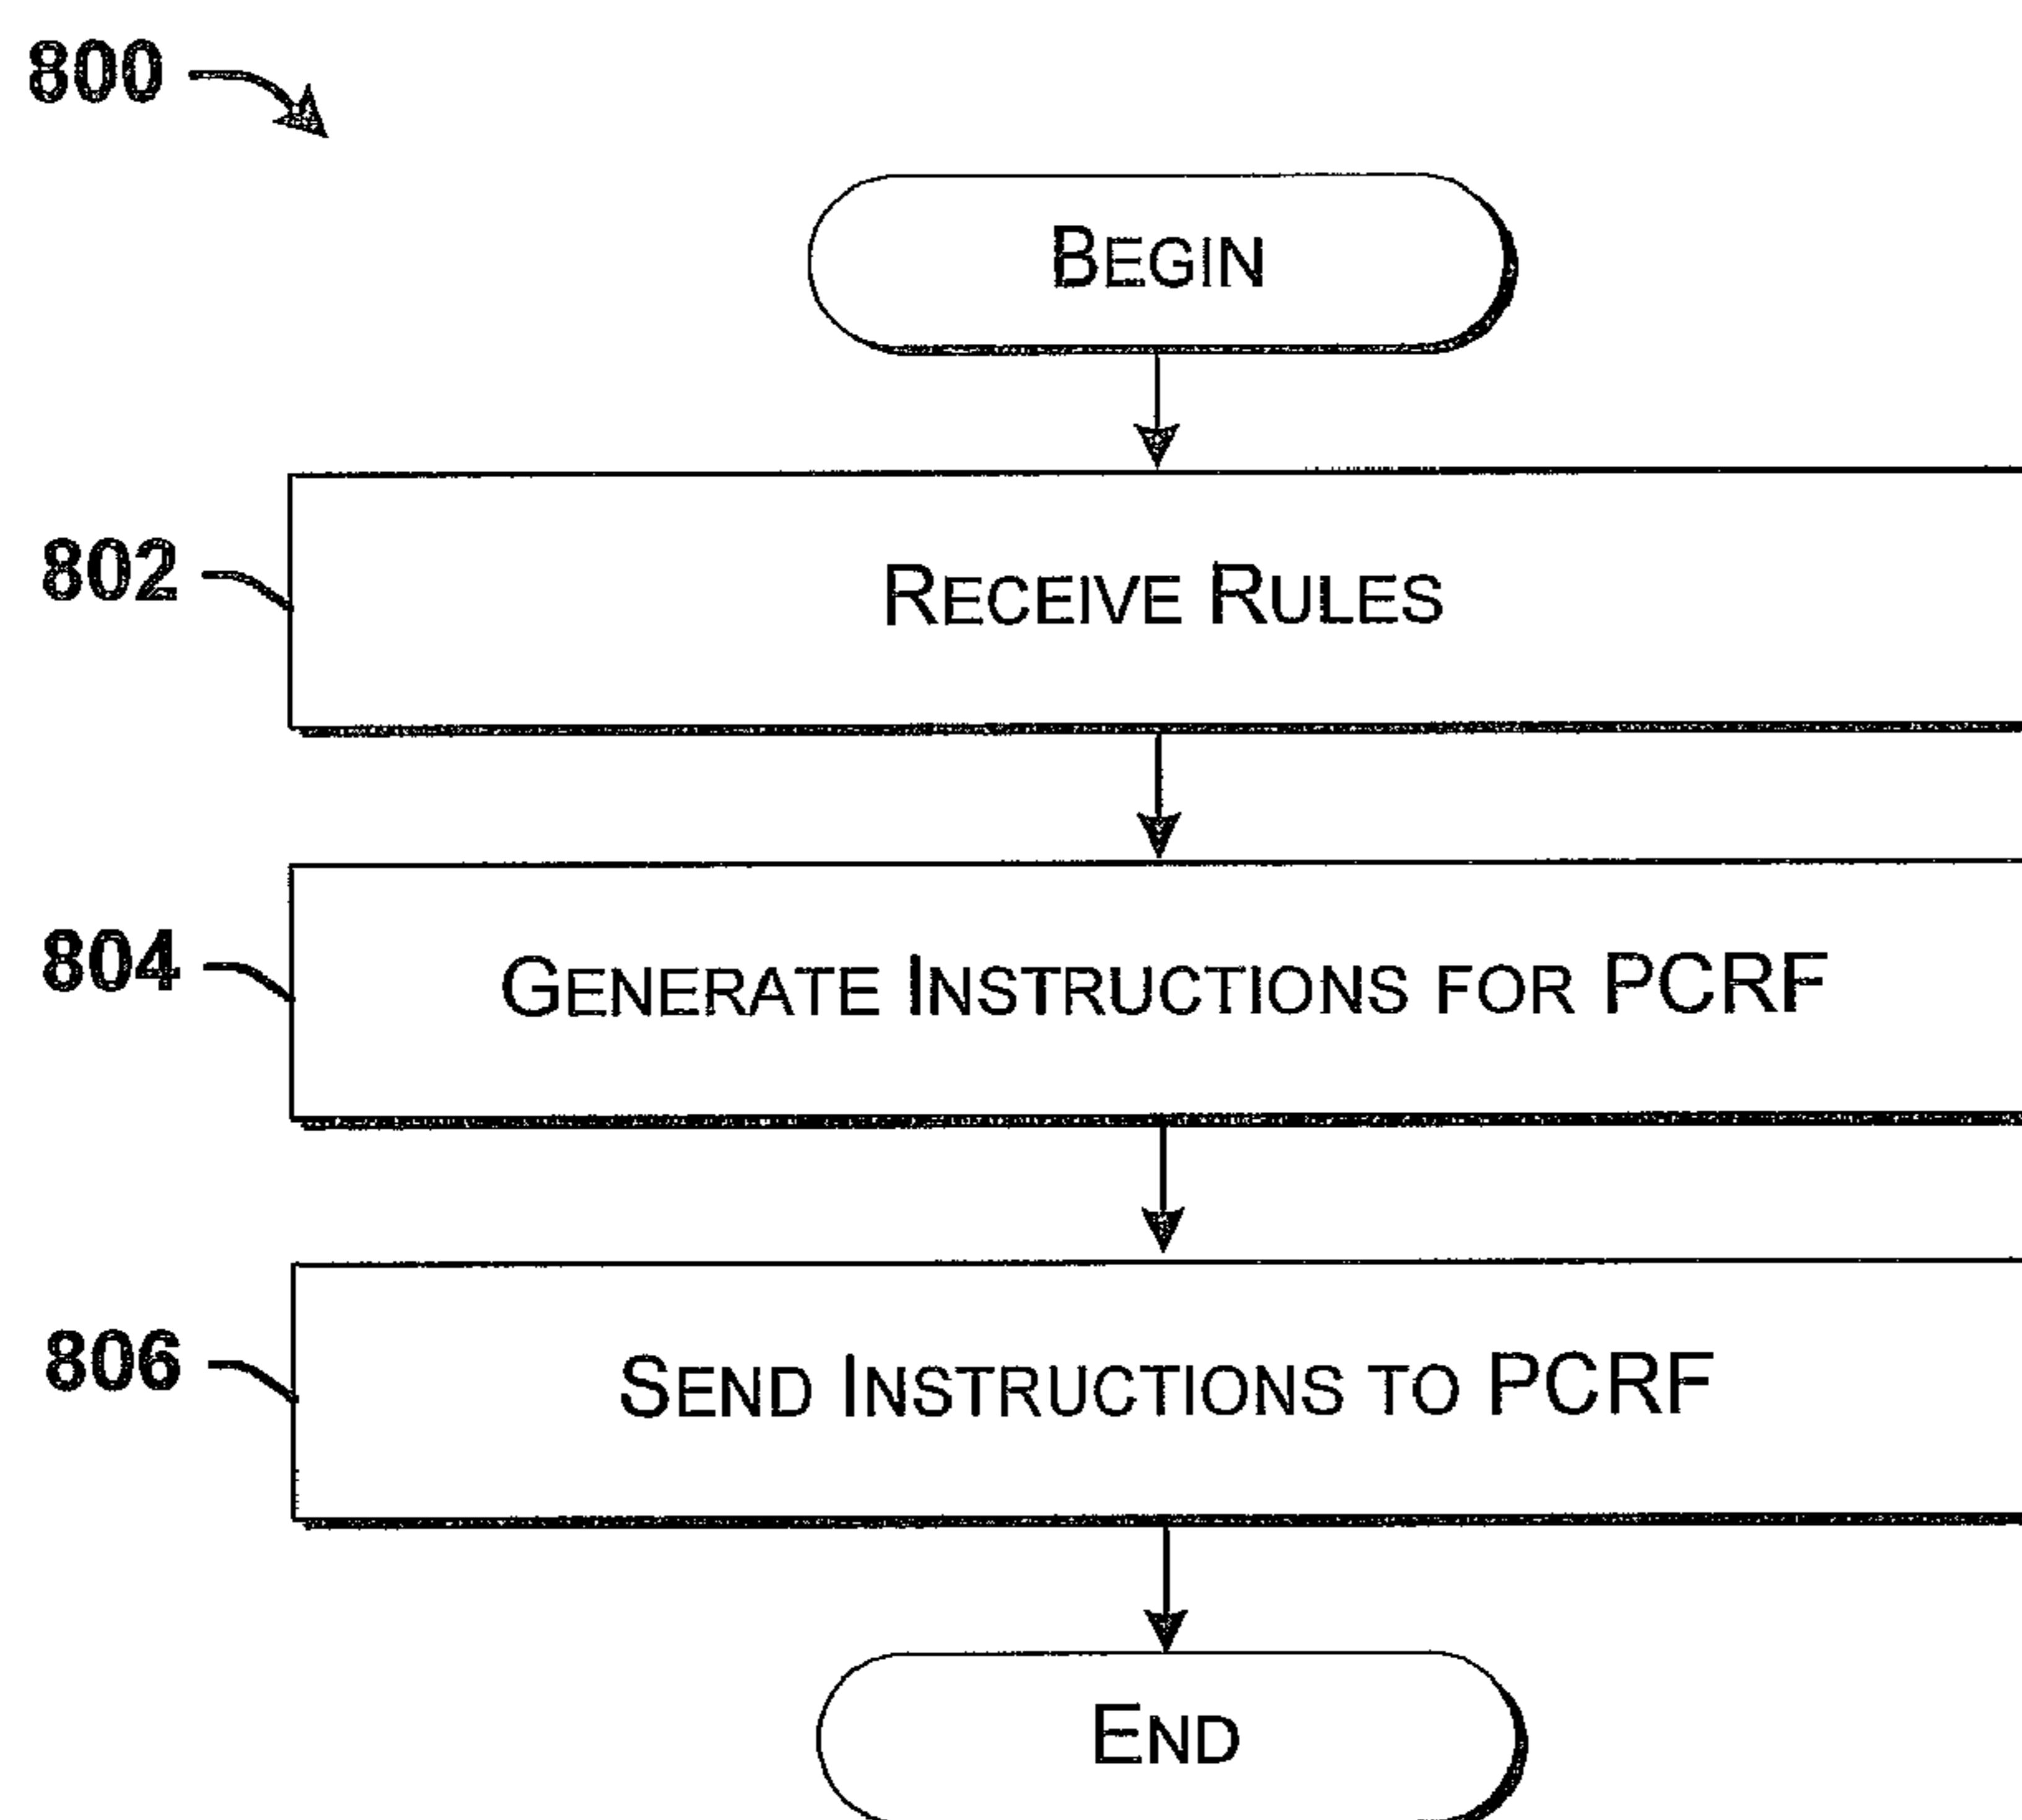 800
BEGIN
802
RECEIVE RULES
804
GENERATE INSTRUCTIONS FOR PCRF
806
SEND INSTRUCTIONS TO PCRF
END